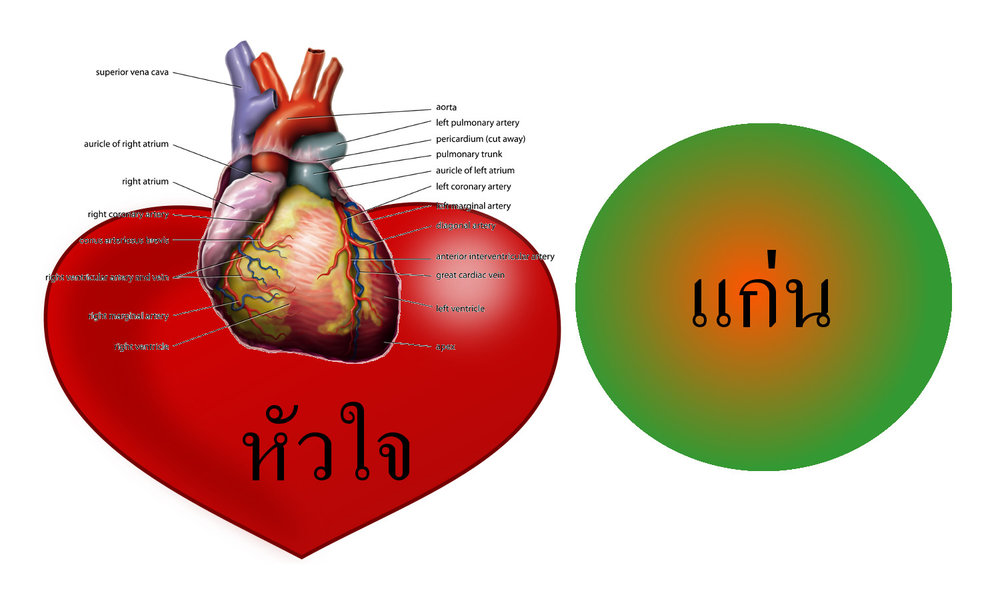 superior vena cava
auricle of right atrium
right atrium
right coronary artery
right ventricular artery and vein
right marginal artery
right ventricle
aorta
left pulmonary artery
pericardium (cut away)
pulmonary trunk
auricle of left atrium
left coronary artery
left marginal artery
diagonal artery
anterior interventricular artery
great cardiac vein
left ventricle
apex
หัวใจ
แก่น